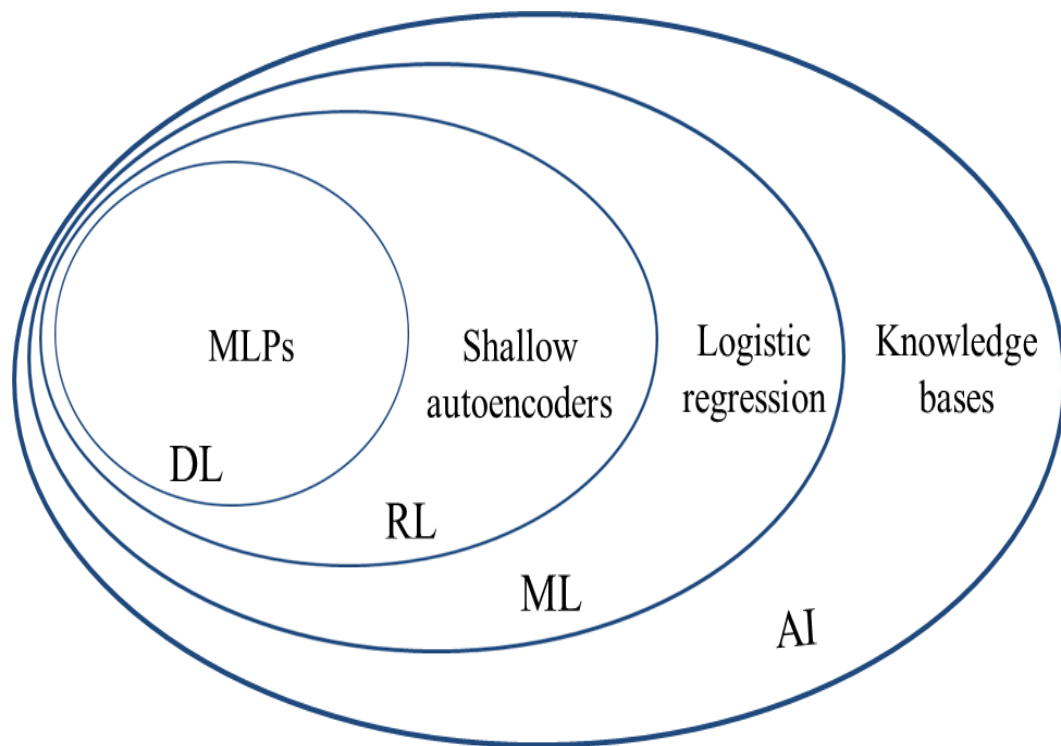 MLPs
Shallow
autoencoders
Logistic
regression
Knowledge
bases
DL
RL
ML
AI